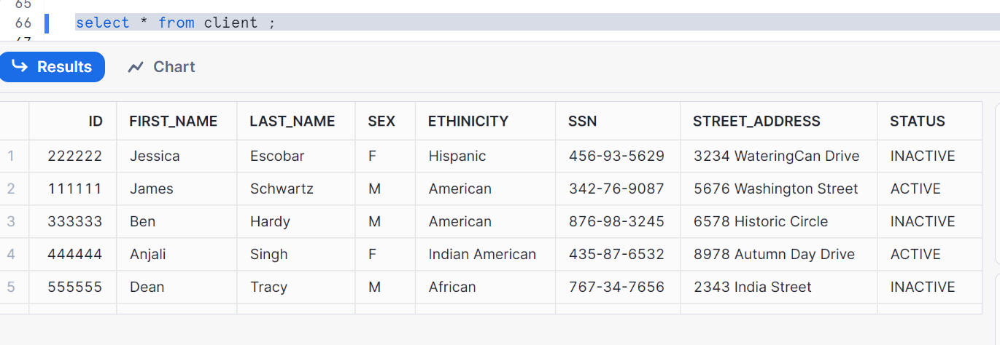 65
66 select * from client ;
67
Results Chart
ID FIRST_NAME LAST_NAME SEX ETHINICITY SSN STREET_ADDRESS STATUS
1 222222 Jessica Escobar F Hispanic 456-93-5629 3234 WateringCan Drive INACTIVE
2 111111 James Schwartz M American 342-76-9087 5676 Washington Street ACTIVE
3 333333 Ben Hardy M American 876-98-3245 6578 Historic Circle INACTIVE
4 444444 Anjali Singh F Indian American 435-87-6532 8978 Autumn Day Drive ACTIVE
5 555555 Dean Tracy M African 767-34-7656 2343 India Street INACTIVE